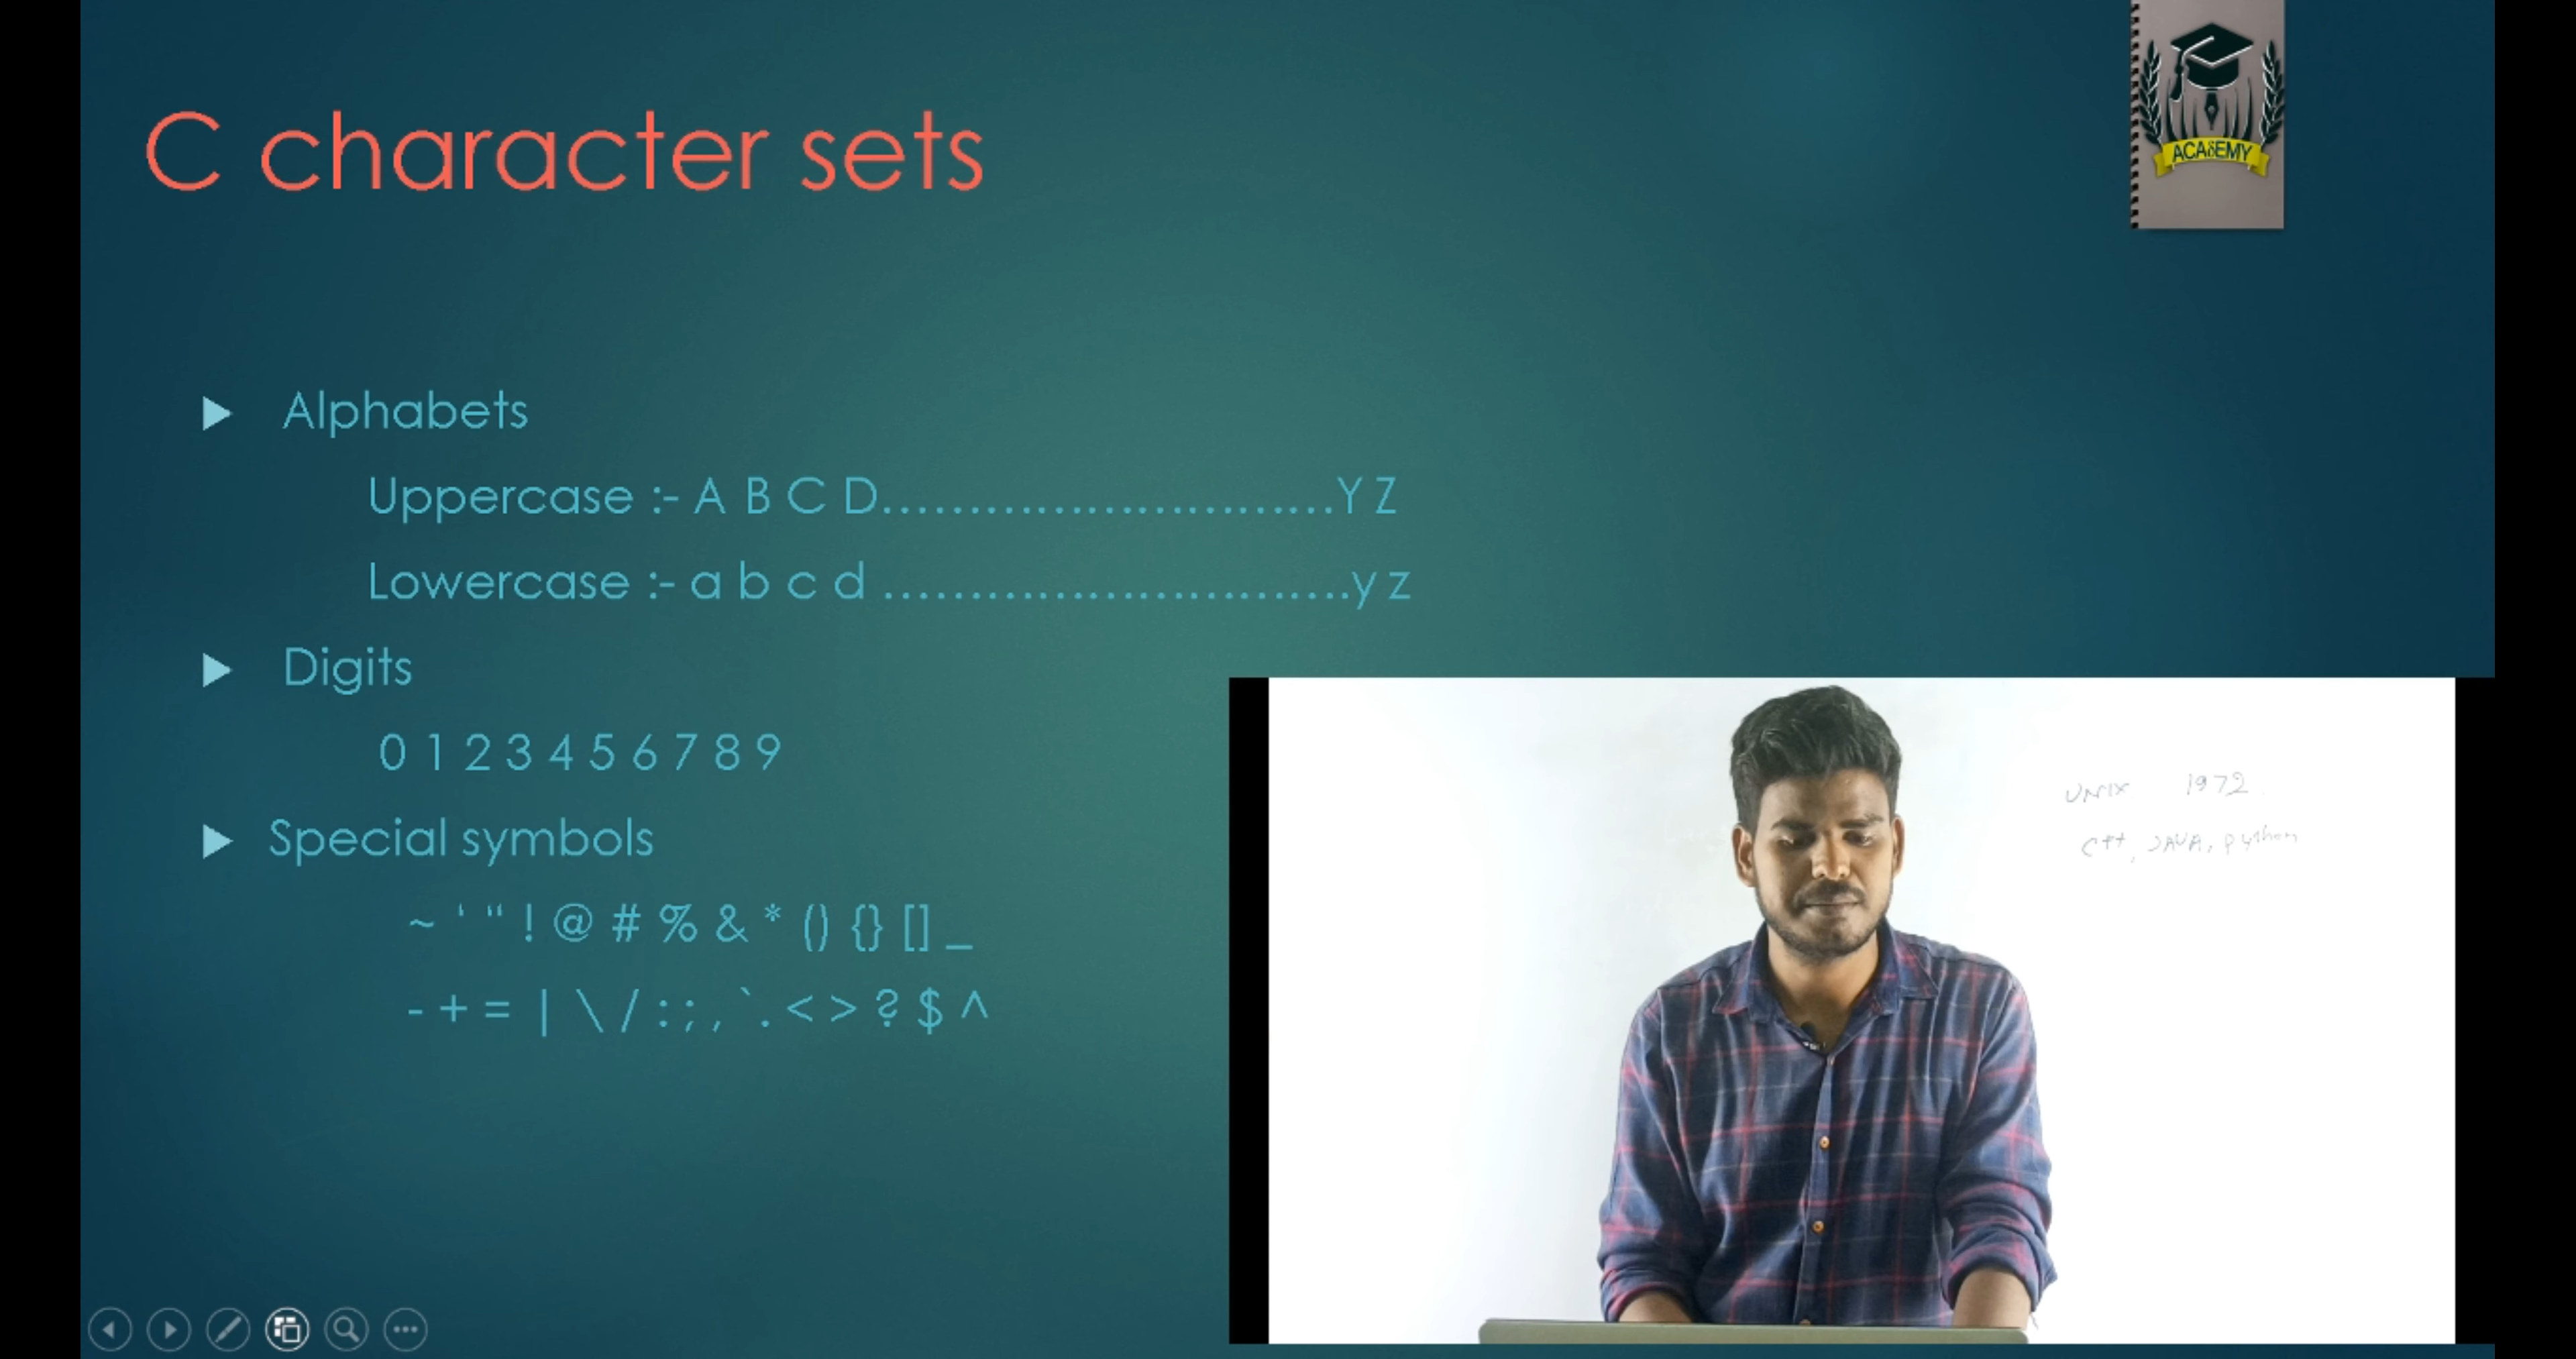 C character sets
ACAδEMY
▶ Alphabets
Uppercase :- A B C D...........................Y Z
Lowercase :- a b c d ............................y z
▶ Digits
0 1 2 3 4 5 6 7 8 9
▶ Special symbols
~ ‘ “ ! @ # % & * () {} [] _
- + = | \ / : ; , ` . < > ? $ ^
UNIX 1972
C++, JAVA, Python